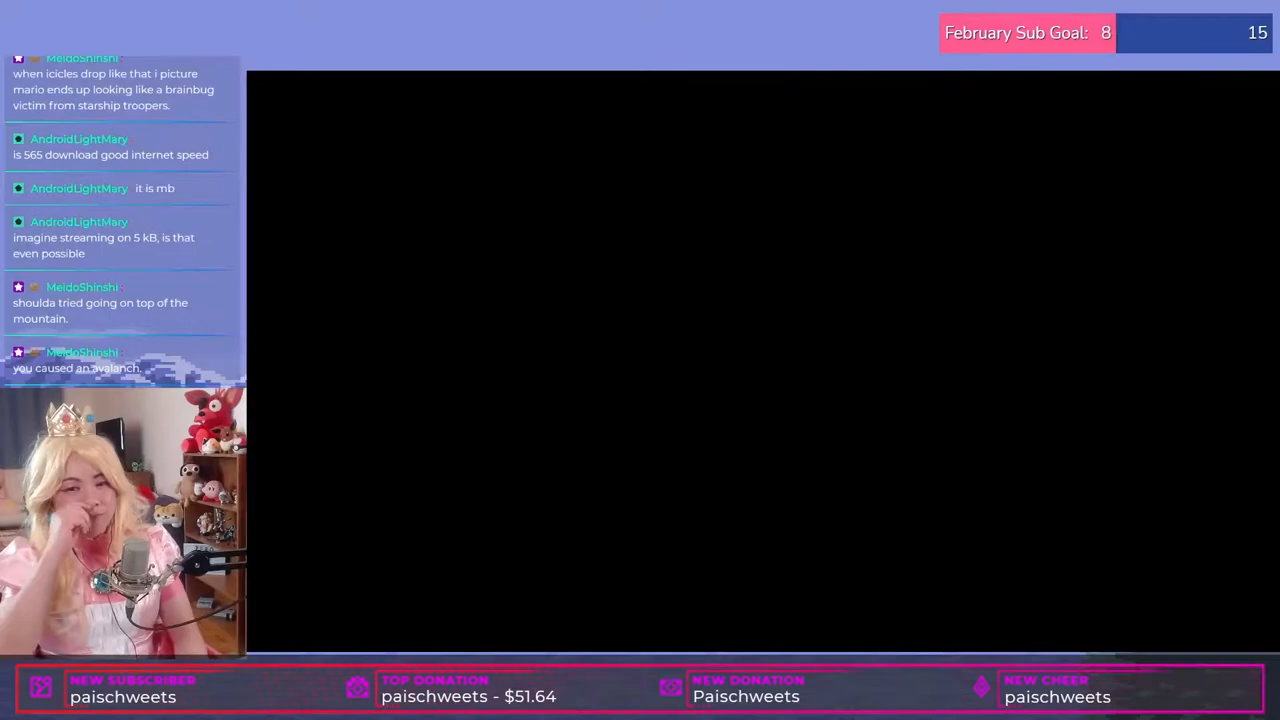 February Sub Goal: 8 15
MeidoShinshi:
when icicles drop like that i picture
mario ends up looking like a brainbug
victim from starship troopers.
AndroidLightMary:
is 565 download good internet speed
AndroidLightMary: it is mb
AndroidLightMary:
imagine streaming on 5 kB, is that
even possible
MeidoShinshi:
shoulda tried going on top of the
mountain.
MeidoShinshi:
you caused an avalanch.
NEW SUBSCRIBER
paischweets
TOP DONATION
paischweets - $51.64
NEW DONATION
Paischweets
NEW CHEER
paischweets